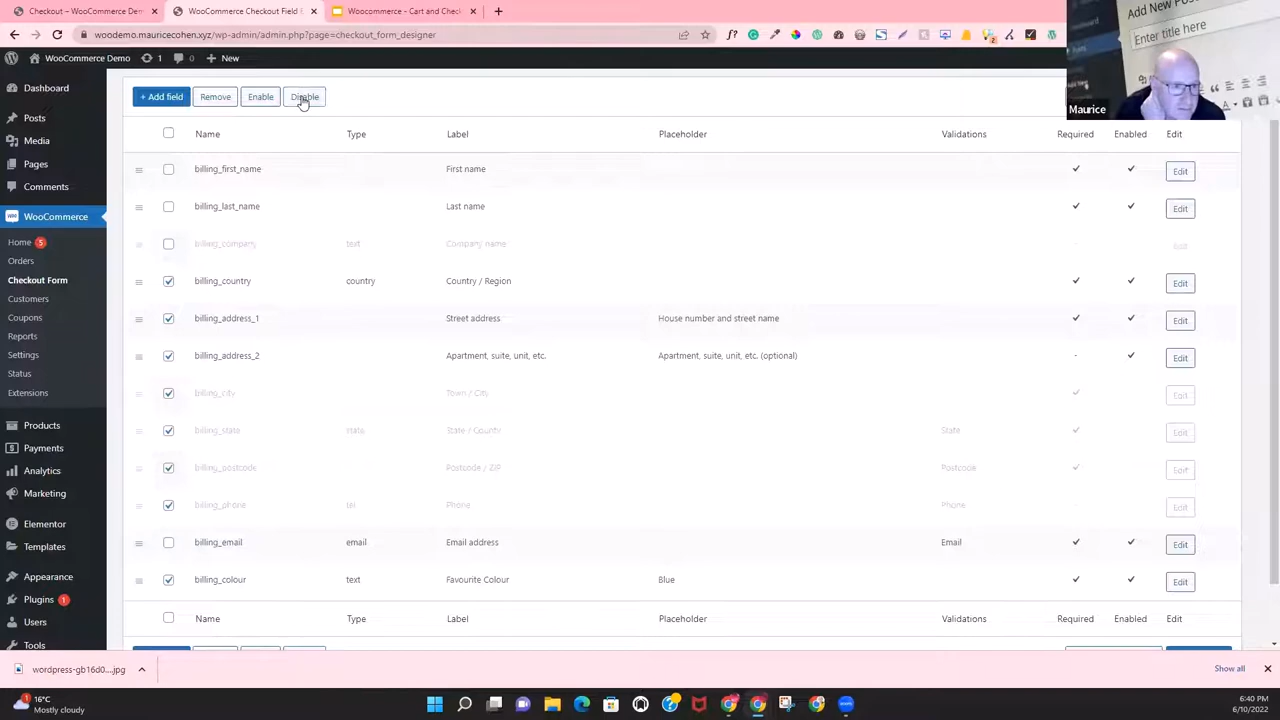 Checkout – WooCommerce De
WooCommerce Checkout Field
Woocommerce - Cart and Check
woodemo.mauricecohen.xyz/wp-admin/admin.php?page=checkout_form_designer
WooCommerce Demo 1 0 + New
Add New Pos
Enter title here
Maurice
Dashboard
Posts
Media
Pages
Comments
WooCommerce
Home 5
Orders
Checkout Form
Customers
Coupons
Reports
Settings
Status
Extensions
Products
Payments
Analytics
Marketing
Elementor
Templates
Appearance
Plugins 1
Users
Tools
+ Add field Remove Enable Disable
Name Type Label Placeholder Validations Required Enabled Edit
billing_first_name First name Edit
billing_last_name Last name Edit
billing_company text Company name - Edit
billing_country country Country / Region Edit
billing_address_1 Street address House number and street name Edit
billing_address_2 Apartment, suite, unit, etc. Apartment, suite, unit, etc. (optional) - Edit
billing_city Town / City Edit
billing_state state State / County State Edit
billing_postcode Postcode / ZIP Postcode Edit
billing_phone tel Phone Phone - Edit
billing_email email Email address Email Edit
billing_colour text Favourite Colour Blue Edit
Name Type Label Placeholder Validations Required Enabled Edit
wordpress-gb16d0....jpg
Show all
16°C
Mostly cloudy
6:40 PM
6/10/2022